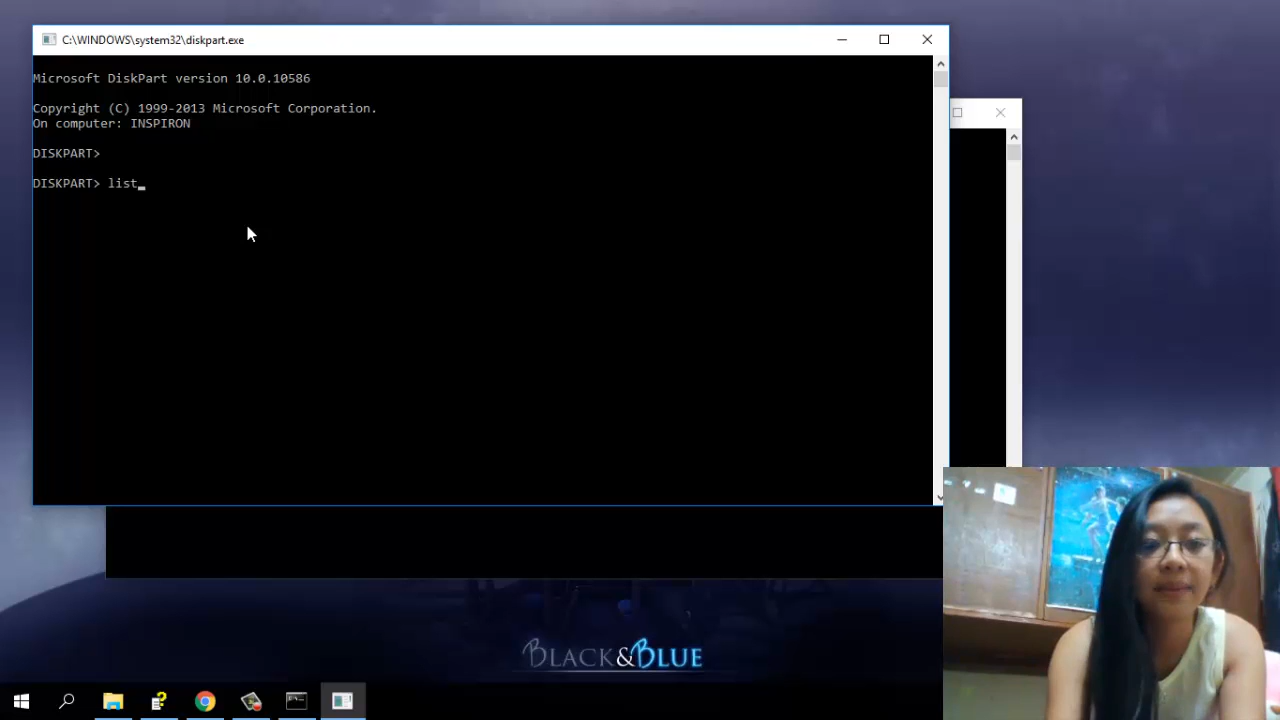 C:\WINDOWS\system32\diskpart.exe
Microsoft DiskPart version 10.0.10586
Copyright (C) 1999-2013 Microsoft Corporation.
On computer: INSPIRON
DISKPART>
DISKPART> list_
BLACK&BLUE